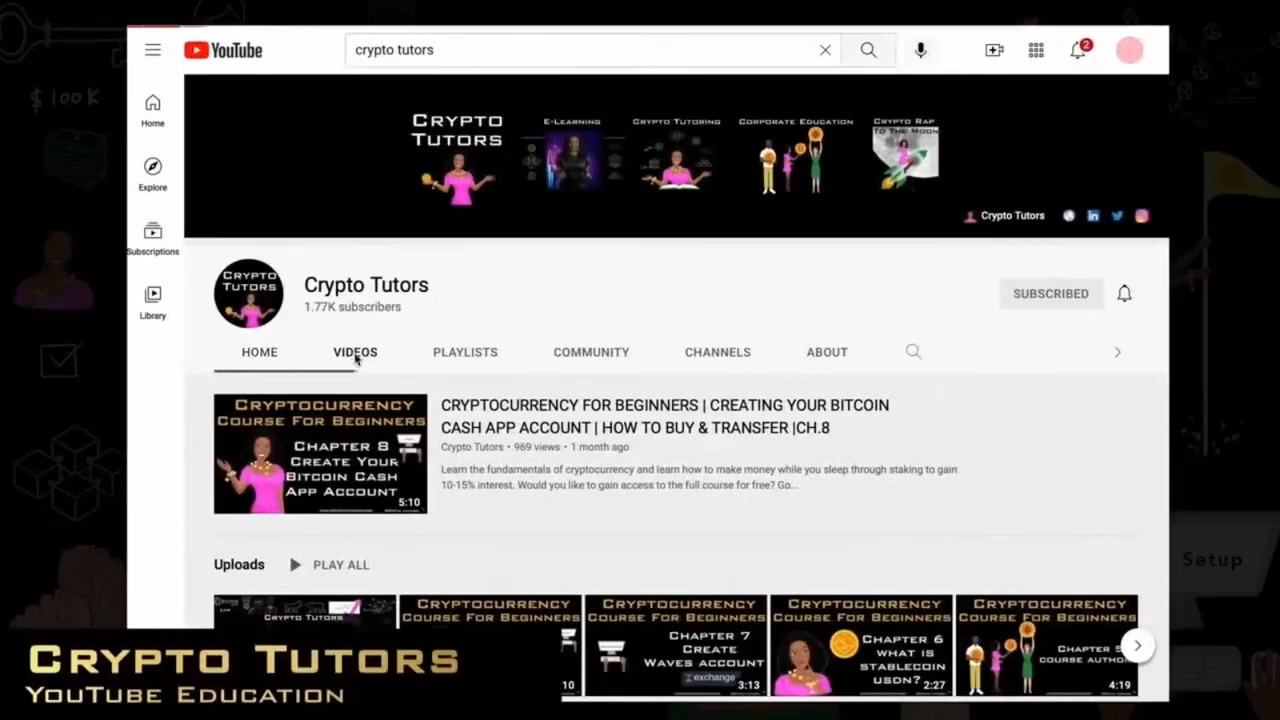 YouTube
crypto tutors
2
$100K
Home
Explore
Subscriptions
Library
CRYPTO
TUTORS
E-LEARNING
CRYPTO TUTORING
CORPORATE EDUCATION
CRYPTO RAP
TO THE MOON
Crypto Tutors
CRYPTO
TUTORS
Crypto Tutors
1.77K subscribers
SUBSCRIBED
HOME
VIDEOS
PLAYLISTS
COMMUNITY
CHANNELS
ABOUT
CRYPTOCURRENCY
COURSE FOR BEGINNERS
CHAPTER 8
CREATE YOUR
BITCOIN CASH
APP ACCOUNT
5:10
CRYPTOCURRENCY FOR BEGINNERS | CREATING YOUR BITCOIN
CASH APP ACCOUNT | HOW TO BUY & TRANSFER |CH.8
Crypto Tutors • 969 views • 1 month ago
Learn the fundamentals of cryptocurrency and learn how to make money while you sleep through staking to gain
10-15% interest. Would you like to gain access to the full course for free? Go...
Setup
Uploads
PLAY ALL
CRYPTO TUTORS
CRYPTOCURRENCY
COURSE FOR BEGINNERS
10
CRYPTOCURRENCY
COURSE FOR BEGINNERS
CHAPTER 7
CREATE
WAVES ACCOUNT
exchange
3:13
CRYPTOCURRENCY
COURSE FOR BEGINNERS
CHAPTER 6
WHAT IS
STABLECOIN
USDN?
2:27
CRYPTOCURRENCY
COURSE FOR BEGINNERS
CHAPTER
COURSE
4:19
CRYPTO TUTORS
YOUTUBE EDUCATION